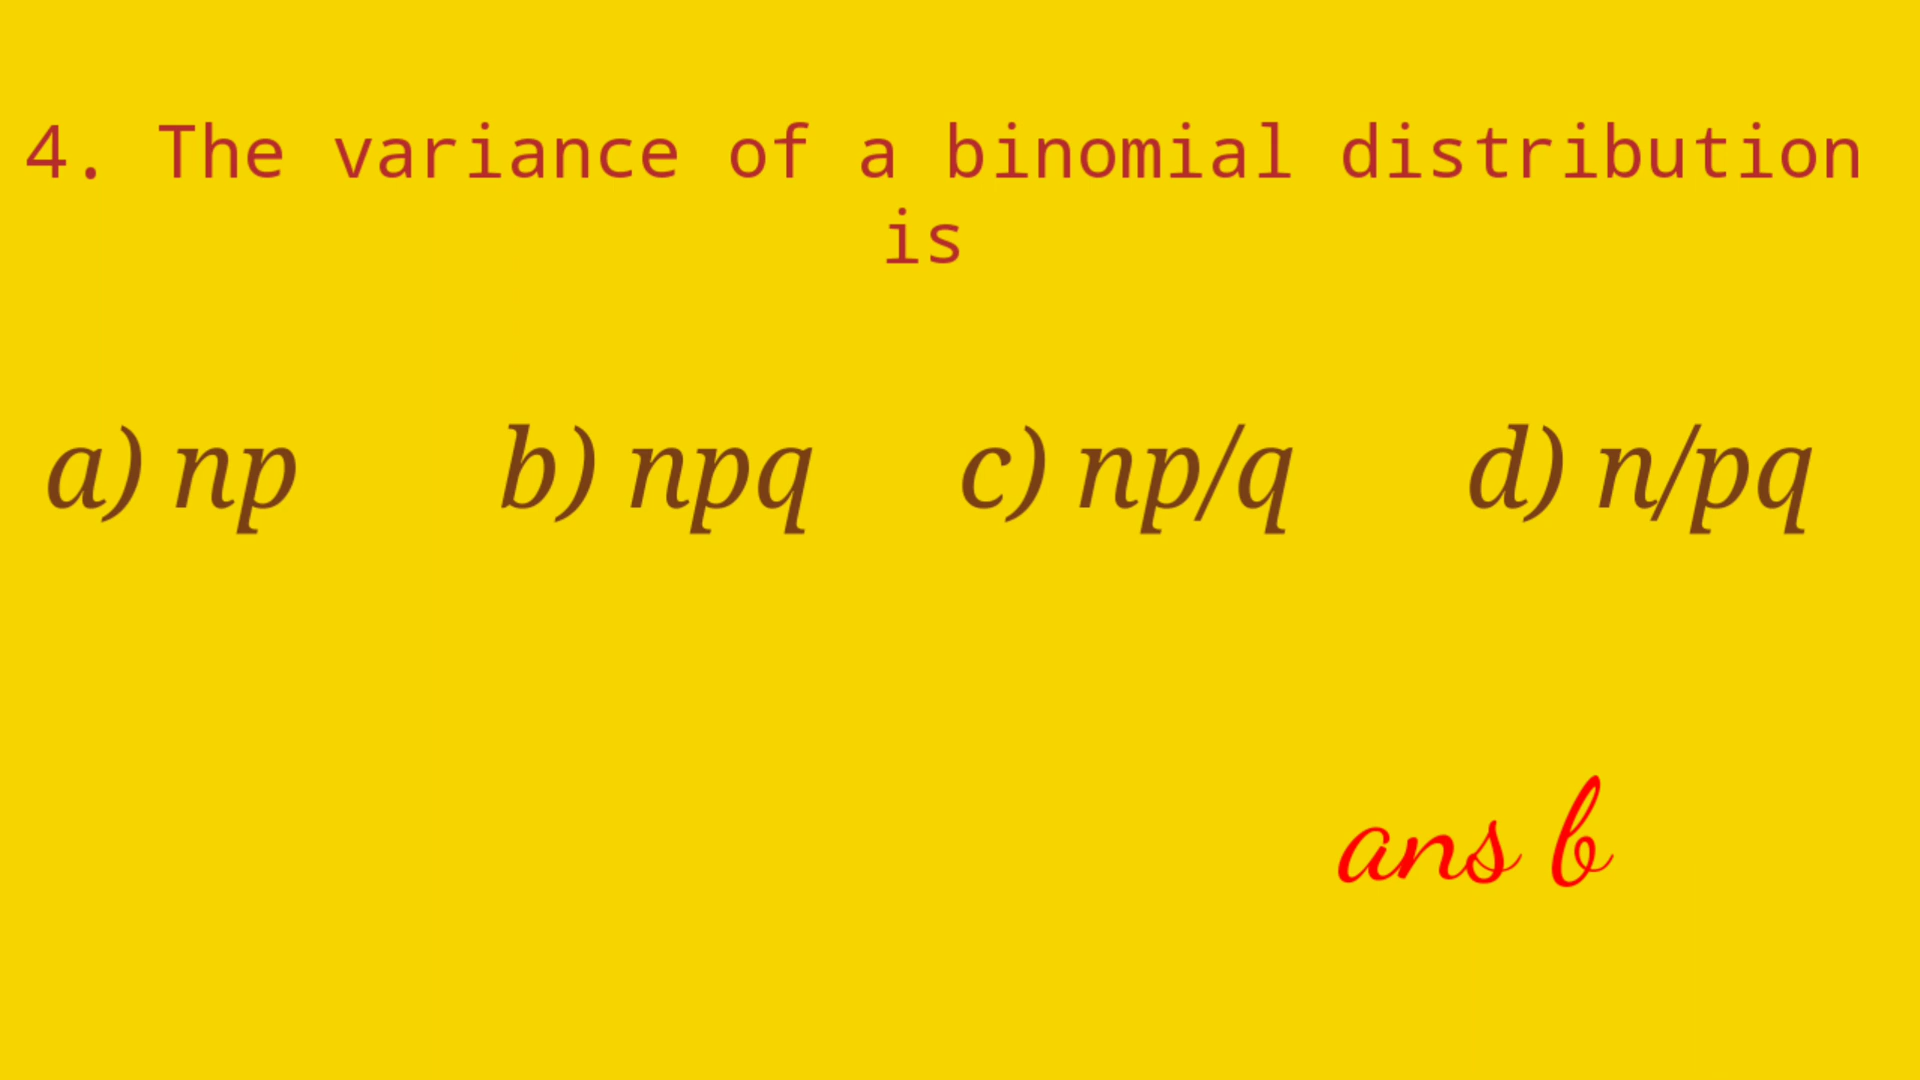 4. The variance of a binomial distribution
is
a) np b) npq c) np/q d) n/pq
ans b